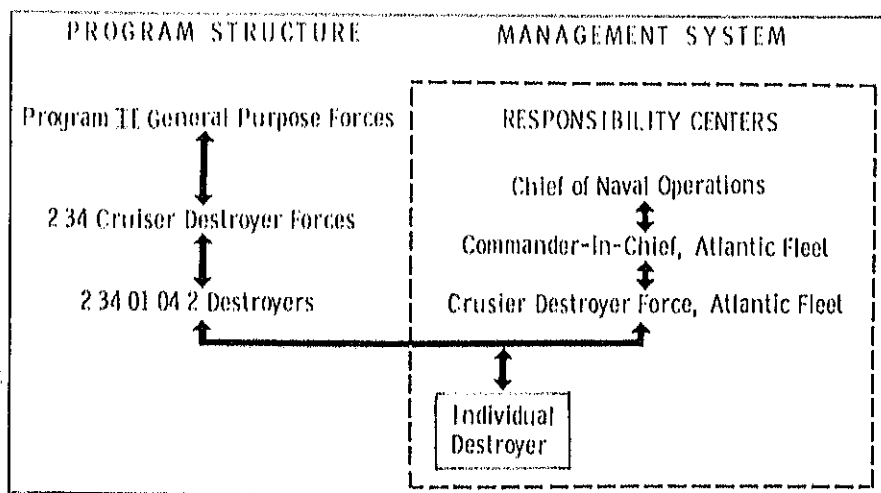 PROGRAM STRUCTURE
Program II General Purpose Forces
2 34 Cruiser Destroyer Forces
2 34 01 04 2 Destroyers
MANAGEMENT SYSTEM
RESPONSIBILITY CENTERS
Chief of Naval Operations
Commander-In-Chief, Atlantic Fleet
Crusier Destroyer Force, Atlantic Fleet
Individual
Destroyer